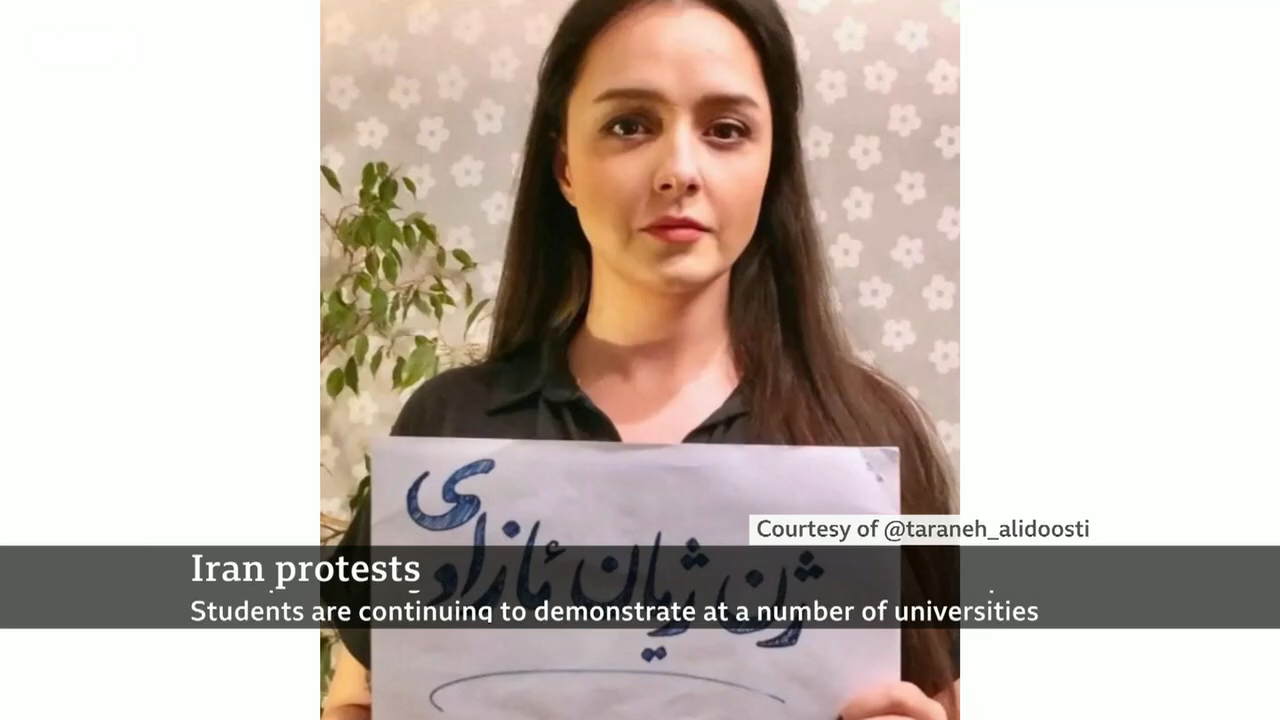 ژن ژیان ئازادی
Courtesy of @taraneh_alidoosti
Iran protests
Students are continuing to demonstrate at a number of universities